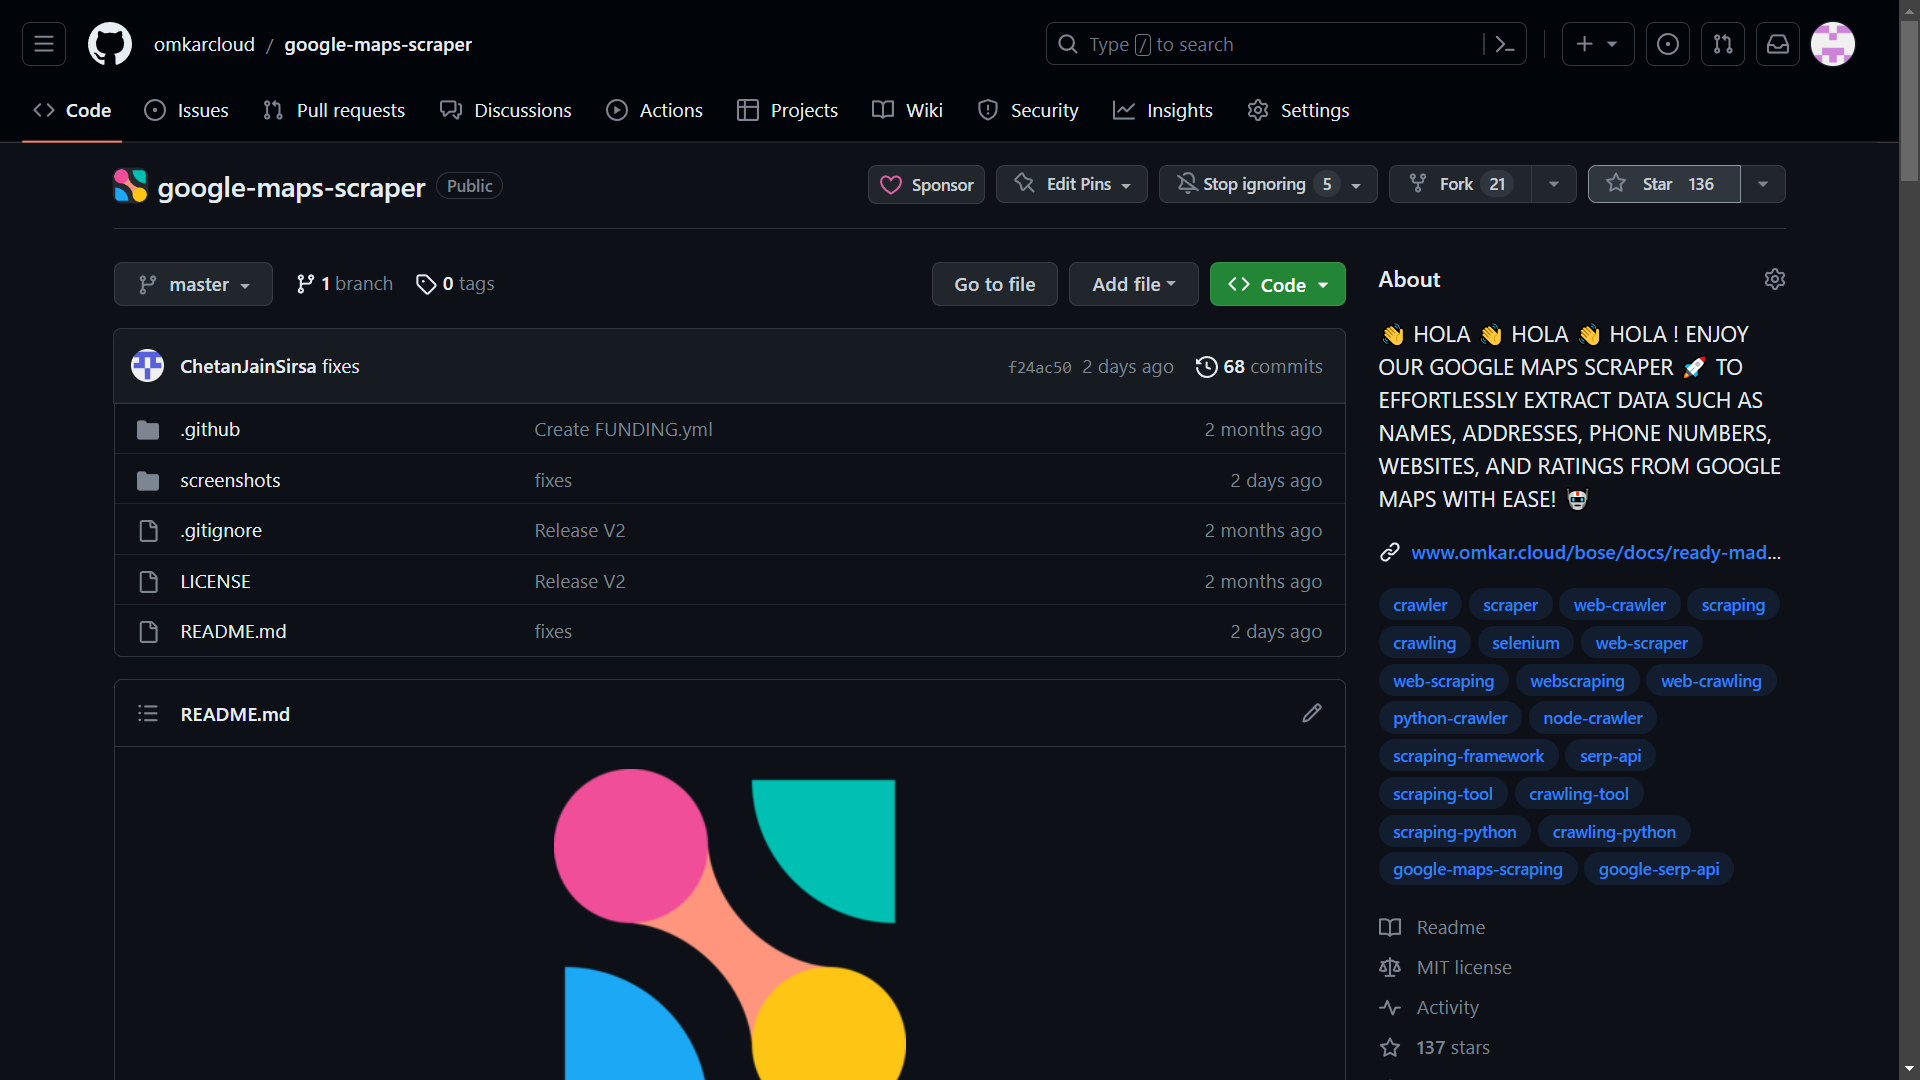 omkarcloud / google-maps-scraper
Type / to search
Code Issues Pull requests Discussions Actions Projects Wiki Security Insights Settings
google-maps-scraper Public
Sponsor Edit Pins Stop ignoring 5 Fork 21 Star 136
master 1 branch 0 tags Go to file Add file Code
ChetanJainSirsa fixes f24ac50 2 days ago 68 commits
.github Create FUNDING.yml 2 months ago
screenshots fixes 2 days ago
.gitignore Release V2 2 months ago
LICENSE Release V2 2 months ago
README.md fixes 2 days ago
README.md
About
👋 HOLA 👋 HOLA 👋 HOLA ! ENJOY
OUR GOOGLE MAPS SCRAPER 🚀 TO
EFFORTLESSLY EXTRACT DATA SUCH AS
NAMES, ADDRESSES, PHONE NUMBERS,
WEBSITES, AND RATINGS FROM GOOGLE
MAPS WITH EASE! 🤖
www.omkar.cloud/bose/docs/ready-mad...
crawler scraper web-crawler scraping
crawling selenium web-scraper
web-scraping webscraping web-crawling
python-crawler node-crawler
scraping-framework serp-api
scraping-tool crawling-tool
scraping-python crawling-python
google-maps-scraping google-serp-api
Readme
MIT license
Activity
137 stars